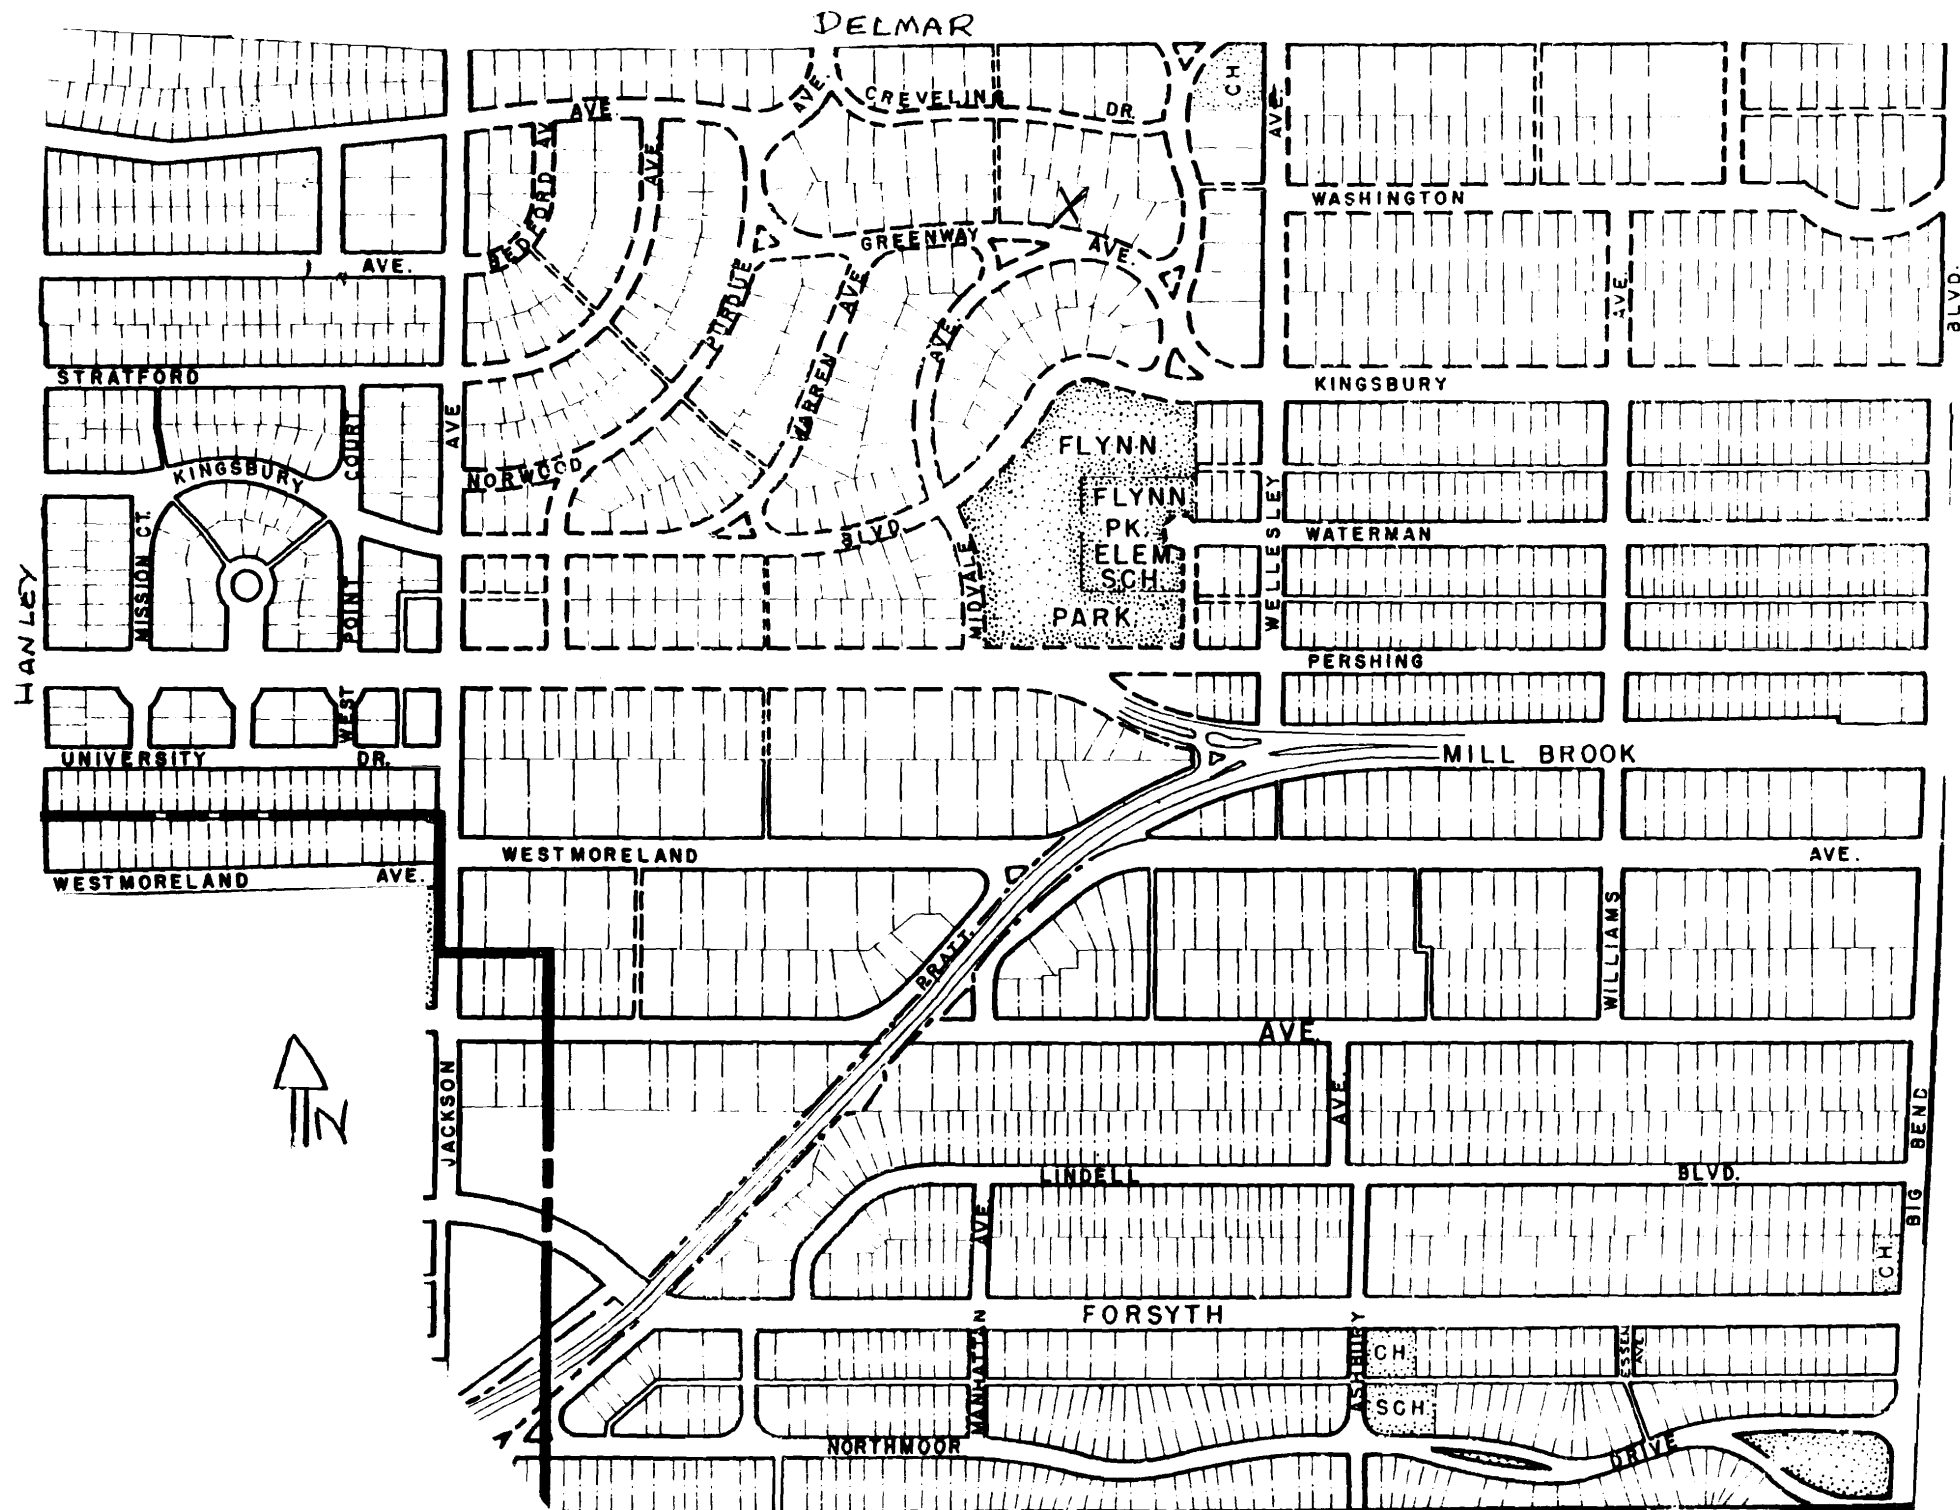 DELMAR
CH
AVE.
CREVELING
DR.
AVE
AVE.
BEDFORD AV
AVE
WASHINGTON
GREENWAY
AVE.
AVE.
PURDUE
AVE
AVE.
AVE.
BLVD.
STRATFORD
KINGSBURY
COURT
AVE
WARREN
NORWOOD
KINGSBURY
FLYNN
FLYNN
PK.
ELEM
SCH.
PARK
BLVD
MIDVALE
WELLESLEY
WATERMAN
MISSION CT.
HANLEY
POINT
WEST
PERSHING
UNIVERSITY
DR.
MILL BROOK
WESTMORELAND
AVE.
WESTMORELAND
AVE.
WILLIAMS
PRATT
AVE.
N
JACKSON
AVE.
BIG BEND
LINDELL
BLVD.
AVE
CH
FORSYTH
MANHATTAN
ASHBURY
CH
ESSEN
AVE
SCH
NORTHMOOR
DRIVE